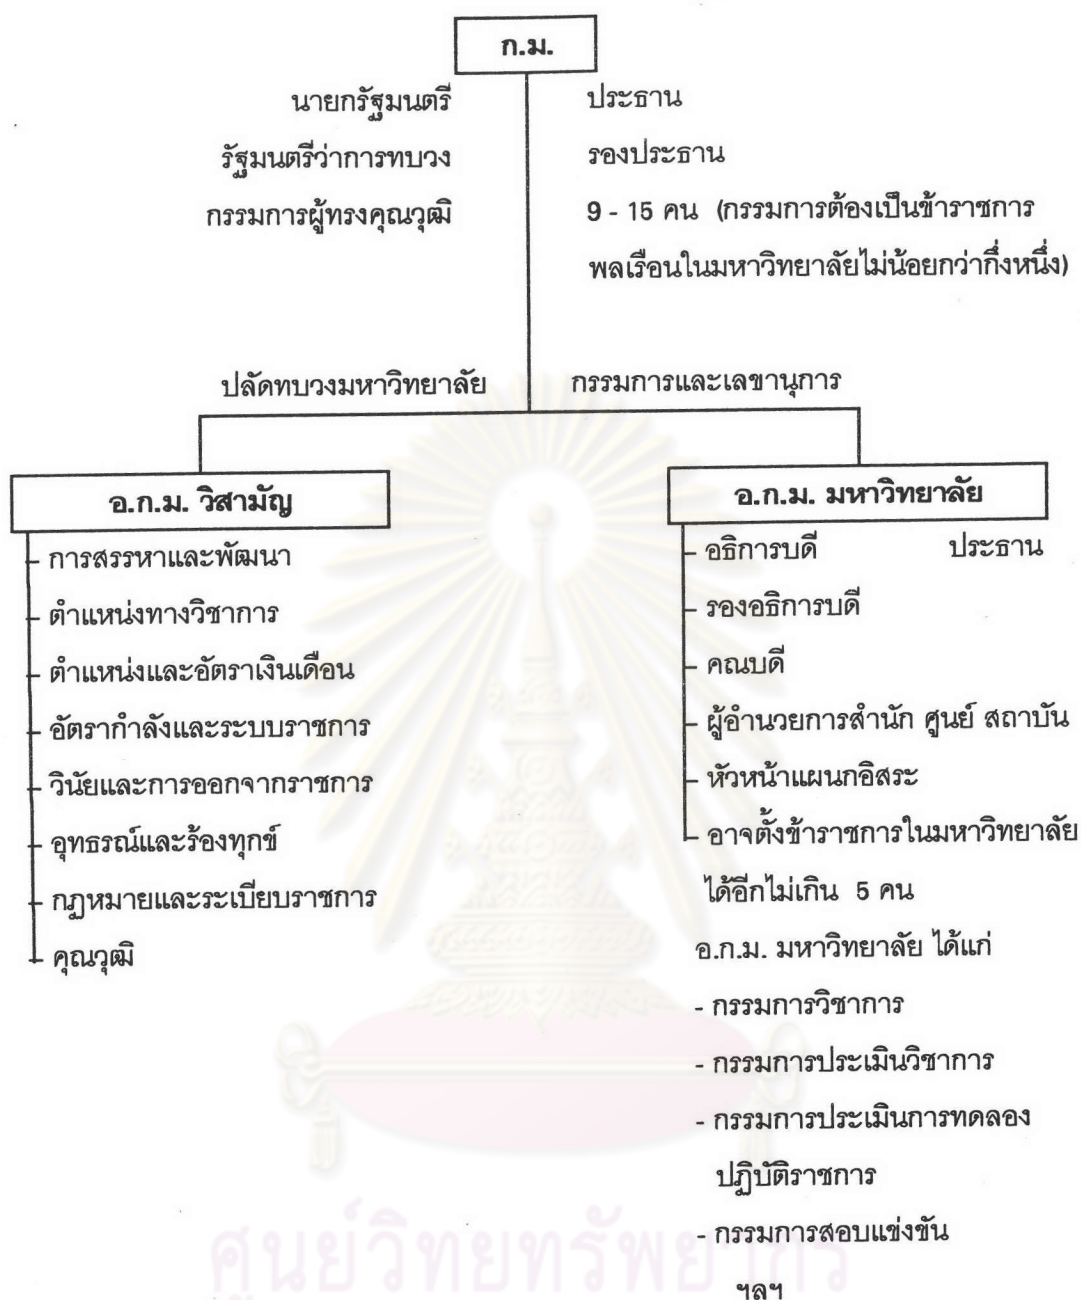 ก.ม.
นายกรัฐมนตรี ประธาน
รัฐมนตรีว่าการทบวง รองประธาน
กรรมการผู้ทรงคุณวุฒิ 9 - 15 คน (กรรมการต้องเป็นข้าราชการ
พลเรือนในมหาวิทยาลัยไม่น้อยกว่ากึ่งหนึ่ง)
ปลัดทบวงมหาวิทยาลัย กรรมการและเลขานุการ
อ.ก.ม. วิสามัญ
- การสรรหาและพัฒนา
- ตำแหน่งทางวิชาการ
- ตำแหน่งและอัตราเงินเดือน
- อัตรากำลังและระบบราชการ
- วินัยและการออกจากราชการ
- อุทธรณ์และร้องทุกข์
- กฎหมายและระเบียบราชการ
- คุณวุฒิ
อ.ก.ม. มหาวิทยาลัย
- อธิการบดี ประธาน
- รองอธิการบดี
- คณบดี
- ผู้อำนวยการสำนัก ศูนย์ สถาบัน
- หัวหน้าแผนกอิสระ
- อาจตั้งข้าราชการในมหาวิทยาลัย
ได้อีกไม่เกิน 5 คน
อ.ก.ม. มหาวิทยาลัย ได้แก่
- กรรมการวิชาการ
- กรรมการประเมินวิชาการ
- กรรมการประเมินการทดลอง
ปฏิบัติราชการ
- กรรมการสอบแข่งขัน
ฯลฯ
ศูนย์วิทยทรัพยากร